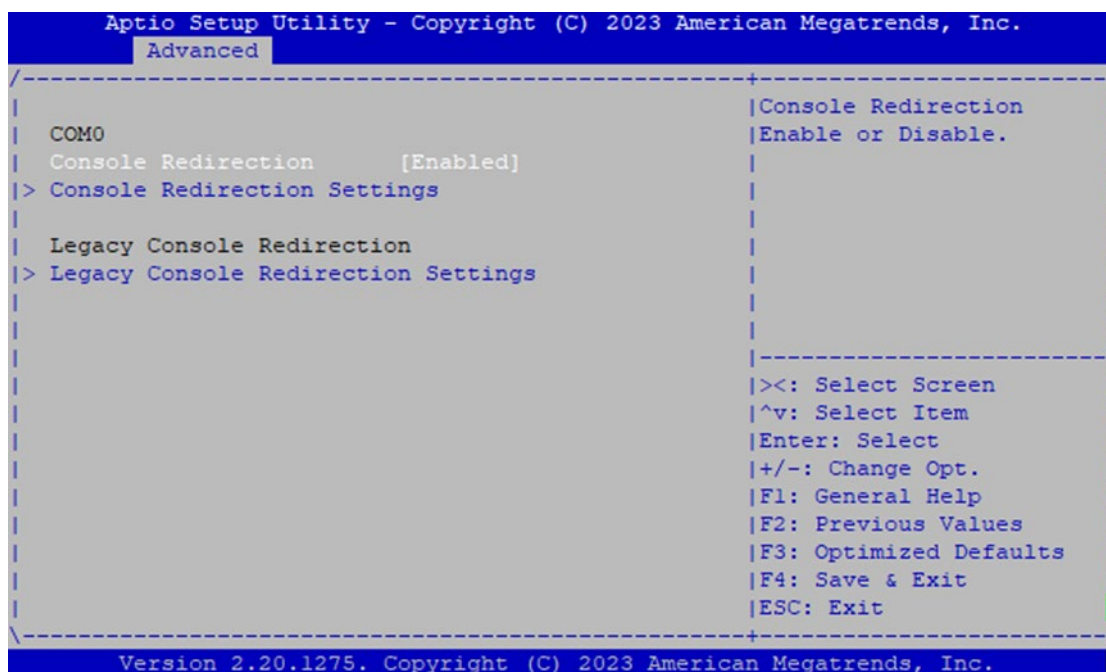 Aptio Setup Utility - Copyright (C) 2023 American Megatrends, Inc.
Advanced
/----------------------------------------------------+-------------------------
|Console Redirection
COM0 |Enable or Disable.
Console Redirection [Enabled]
|> Console Redirection Settings
Legacy Console Redirection
|> Legacy Console Redirection Settings
|-------------------------
|><: Select Screen
|^v: Select Item
|Enter: Select
|+/-: Change Opt.
|F1: General Help
|F2: Previous Values
|F3: Optimized Defaults
|F4: Save & Exit
|ESC: Exit
\----------------------------------------------------+-------------------------
Version 2.20.1275. Copyright (C) 2023 American Megatrends, Inc.